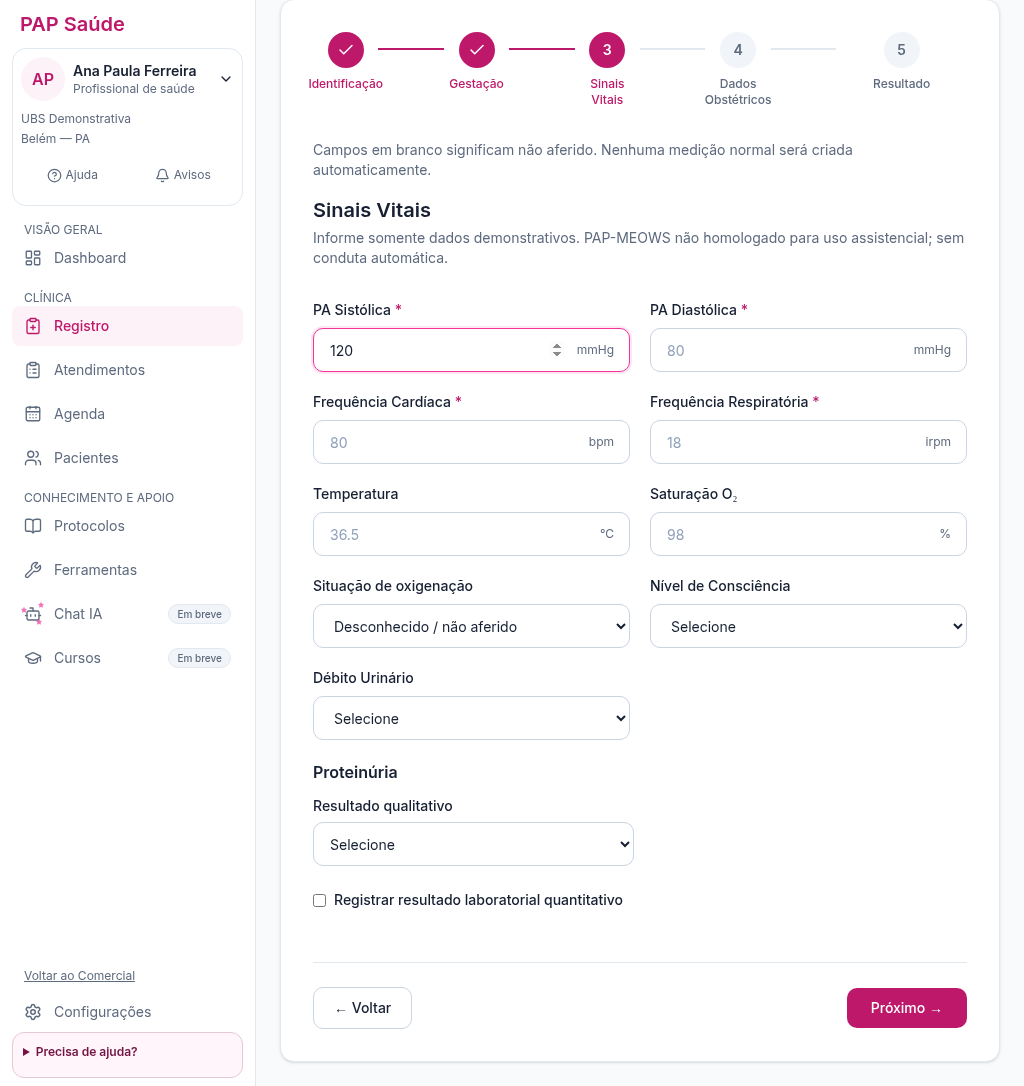 PAP Saúde
AP
Ana Paula Ferreira
Profissional de saúde
UBS Demonstrativa
Belém — PA
Ajuda
Avisos
VISÃO GERAL
Dashboard
CLÍNICA
Registro
Atendimentos
Agenda
Pacientes
CONHECIMENTO E APOIO
Protocolos
Ferramentas
Chat IA
Em breve
Cursos
Em breve
Voltar ao Comercial
Configurações
Precisa de ajuda?
Identificação
Gestação
3
Sinais
Vitais
4
Dados
Obstétricos
5
Resultado
Campos em branco significam não aferido. Nenhuma medição normal será criada
automaticamente.
Sinais Vitais
Informe somente dados demonstrativos. PAP-MEOWS não homologado para uso assistencial; sem
conduta automática.
PA Sistólica *
120 mmHg
PA Diastólica *
80 mmHg
Frequência Cardíaca *
80 bpm
Frequência Respiratória *
18 irpm
Temperatura
36.5 °C
Saturação O₂
98 %
Situação de oxigenação
Desconhecido / não aferido
Nível de Consciência
Selecione
Débito Urinário
Selecione
Proteinúria
Resultado qualitativo
Selecione
Registrar resultado laboratorial quantitativo
← Voltar
Próximo →